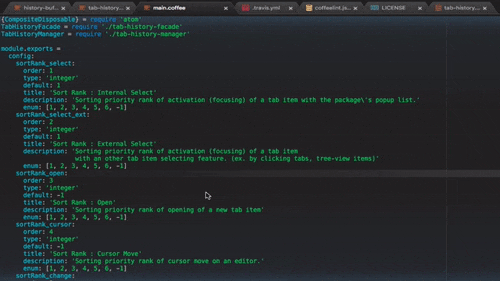 history-buf...
tab-history...
main.coffee
.travis.yml
coffeelint.js...
LICENSE
tab-history...
{CompositeDisposable} = require 'atom'
TabHistoryFacade = require './tab-history-facade'
TabHistoryManager = require './tab-history-manager'
module.exports =
config:
sortRank_select:
order: 1
type: 'integer'
default: 1
title: 'Sort Rank : Internal Select'
description: 'Sorting priority rank of activation (focusing) of a tab item with the package\'s popup list.'
enum: [1, 2, 3, 4, 5, 6, -1]
sortRank_select_ext:
order: 2
type: 'integer'
default: 1
title: 'Sort Rank : External Select'
description: 'Sorting priority rank of activation (focusing) of a tab item
with an other tab item selecting feature. (ex. by clicking tabs, tree-view items)'
enum: [1, 2, 3, 4, 5, 6, -1]
sortRank_open:
order: 3
type: 'integer'
default: -1
title: 'Sort Rank : Open'
description: 'Sorting priority rank of opening of a new tab item'
enum: [1, 2, 3, 4, 5, 6, -1]
sortRank_cursor:
order: 4
type: 'integer'
default: -1
title: 'Sort Rank : Cursor Move'
description: 'Sorting priority rank of cursor move on an editor.'
enum: [1, 2, 3, 4, 5, 6, -1]
sortRank_change: